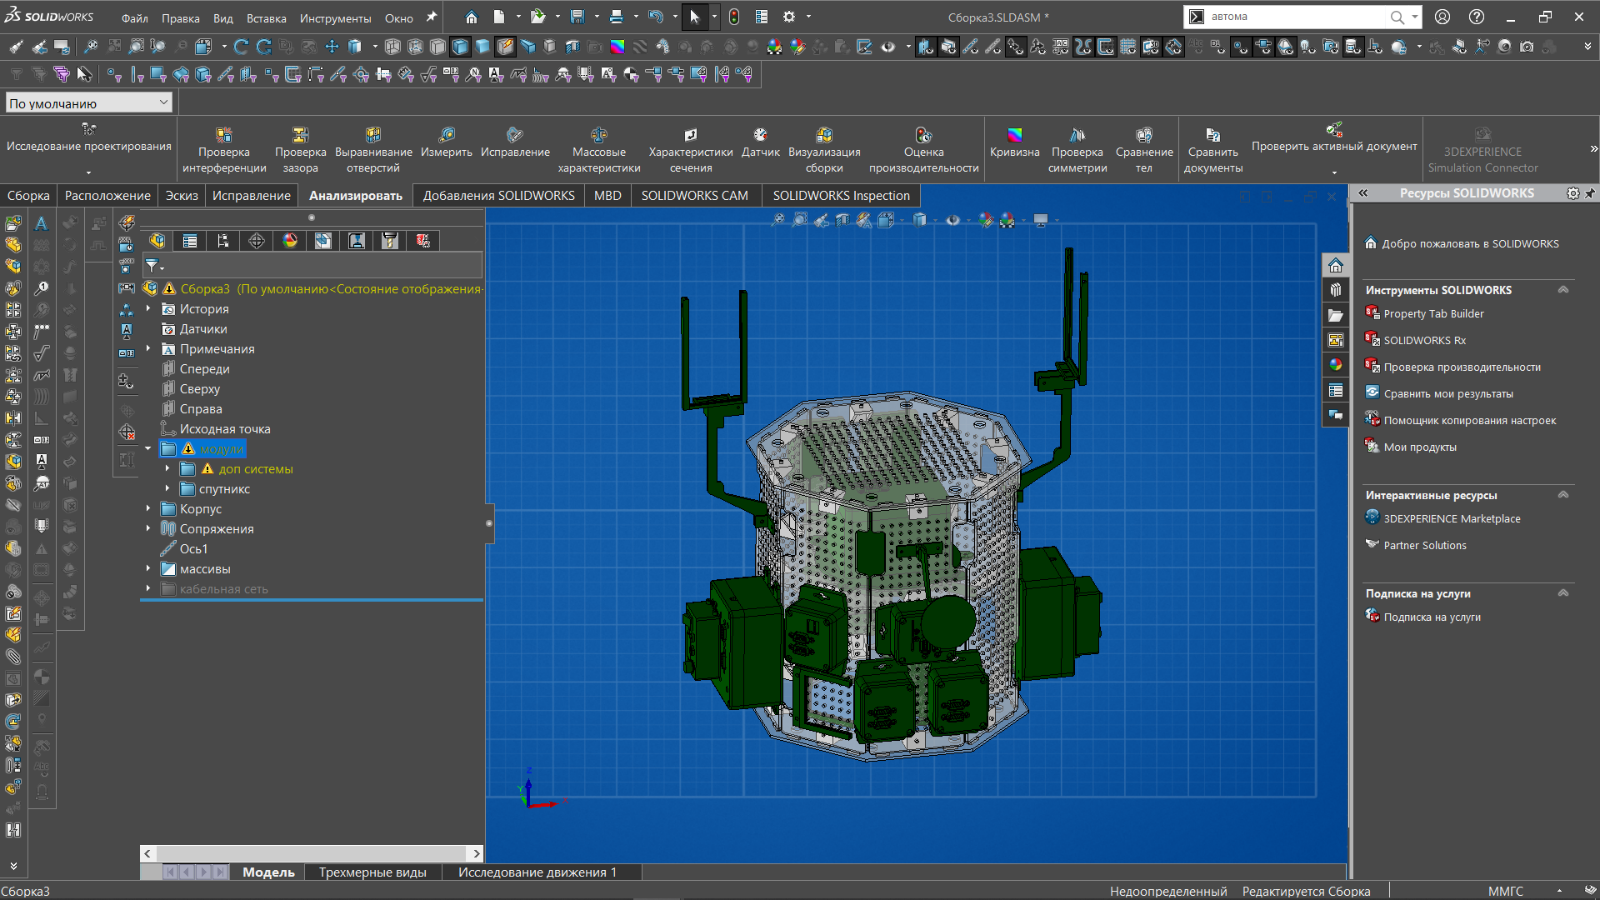 SOLIDWORKS Файл Правка Вид Вставка Инструменты Окно Сборка3.SLDASM * автома
По умолчанию
Исследование проектирования
Проверка интерференции
Проверка зазора
Выравнивание отверстий
Измерить
Исправление
Массовые характеристики
Характеристики сечения
Датчик
Визуализация сборки
Оценка производительности
Кривизна
Проверка симметрии
Сравнение тел
Сравнить документы
Проверить активный документ
3DEXPERIENCE
Simulation Connector
Сборка Расположение Эскиз Исправление Анализировать Добавления SOLIDWORKS MBD SOLIDWORKS CAM SOLIDWORKS Inspection
Сборка3 (По умолчанию<Состояние отображения-
История
Датчики
Примечания
Спереди
Сверху
Справа
Исходная точка
модули
доп системы
спутникс
Корпус
Сопряжения
Ось1
массивы
кабельная сеть
Ресурсы SOLIDWORKS
Добро пожаловать в SOLIDWORKS
Инструменты SOLIDWORKS
Property Tab Builder
SOLIDWORKS Rx
Проверка производительности
Сравнить мои результаты
Помощник копирования настроек
Мои продукты
Интерактивные ресурсы
3DEXPERIENCE Marketplace
Partner Solutions
Подписка на услуги
Подписка на услуги
Модель Трехмерные виды Исследование движения 1
Сборка3 Недоопределенный Редактируется Сборка ММГС